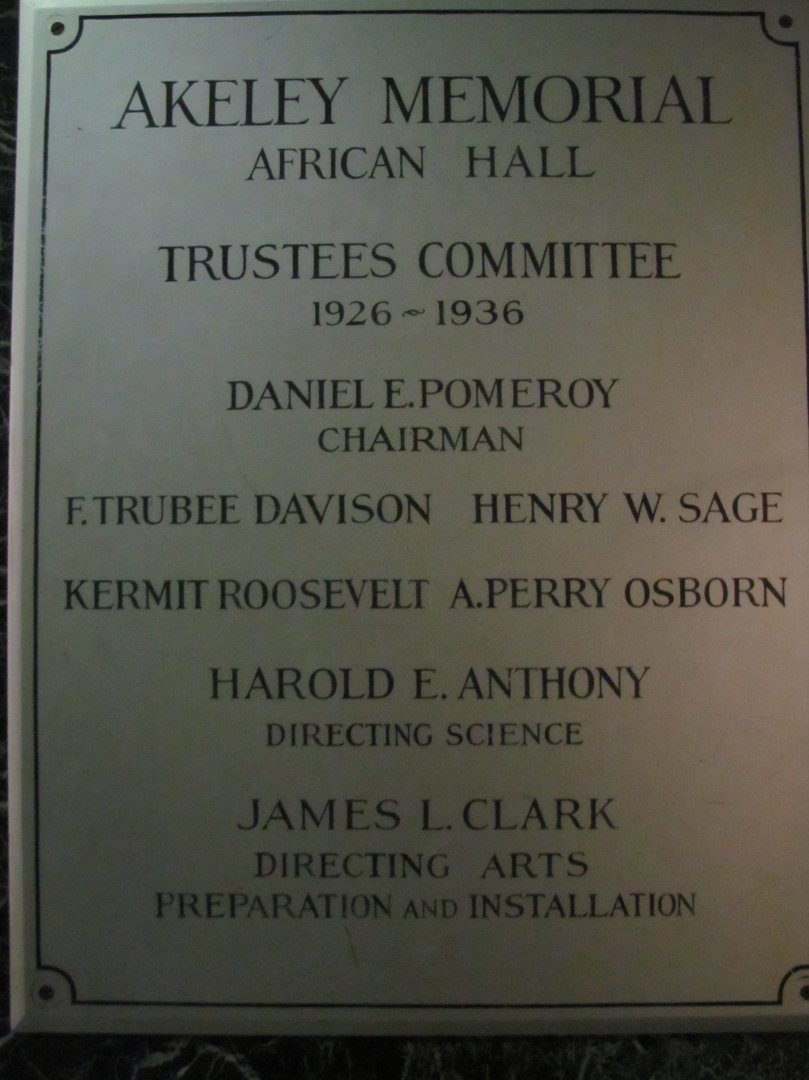 AKELEY MEMORIAL
AFRICAN HALL
TRUSTEES COMMITTEE
1926 ~ 1936
DANIEL E. POMEROY
CHAIRMAN
F. TRUBEE DAVISON HENRY W. SAGE
KERMIT ROOSEVELT A. PERRY OSBORN
HAROLD E. ANTHONY
DIRECTING SCIENCE
JAMES L. CLARK
DIRECTING ARTS
PREPARATION AND INSTALLATION